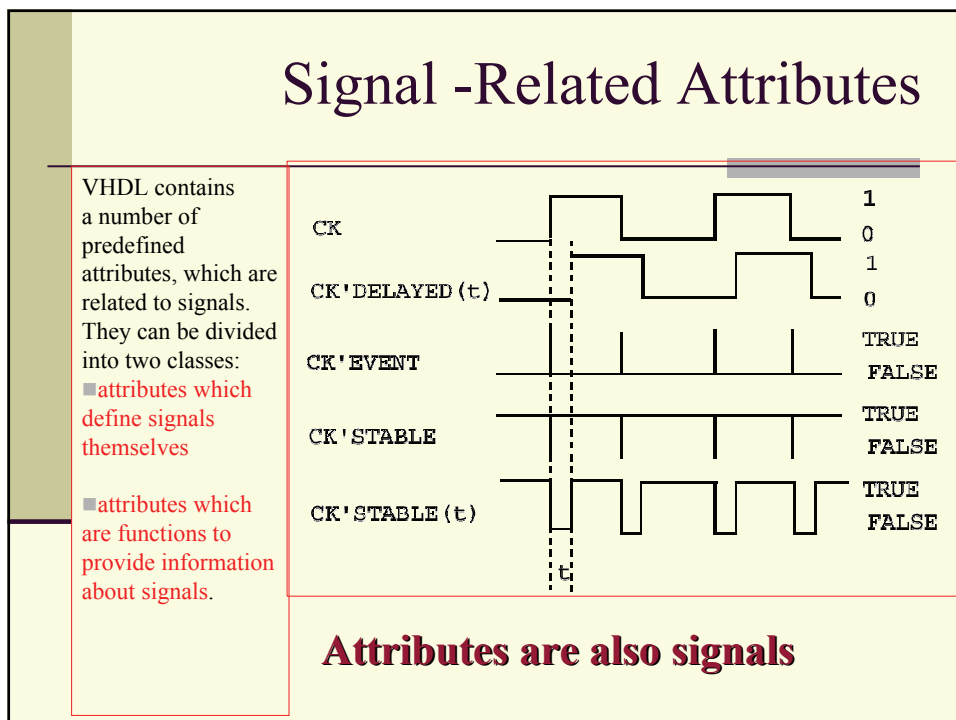 Signal -Related Attributes
VHDL contains
a number of
predefined
attributes, which are
related to signals.
They can be divided
into two classes:
■attributes which
define signals
themselves
■attributes which
are functions to
provide information
about signals.
CK
1
0
CK'DELAYED(t)
1
0
CK'EVENT
TRUE
FALSE
CK'STABLE
TRUE
FALSE
CK'STABLE(t)
TRUE
FALSE
t
Attributes are also signals